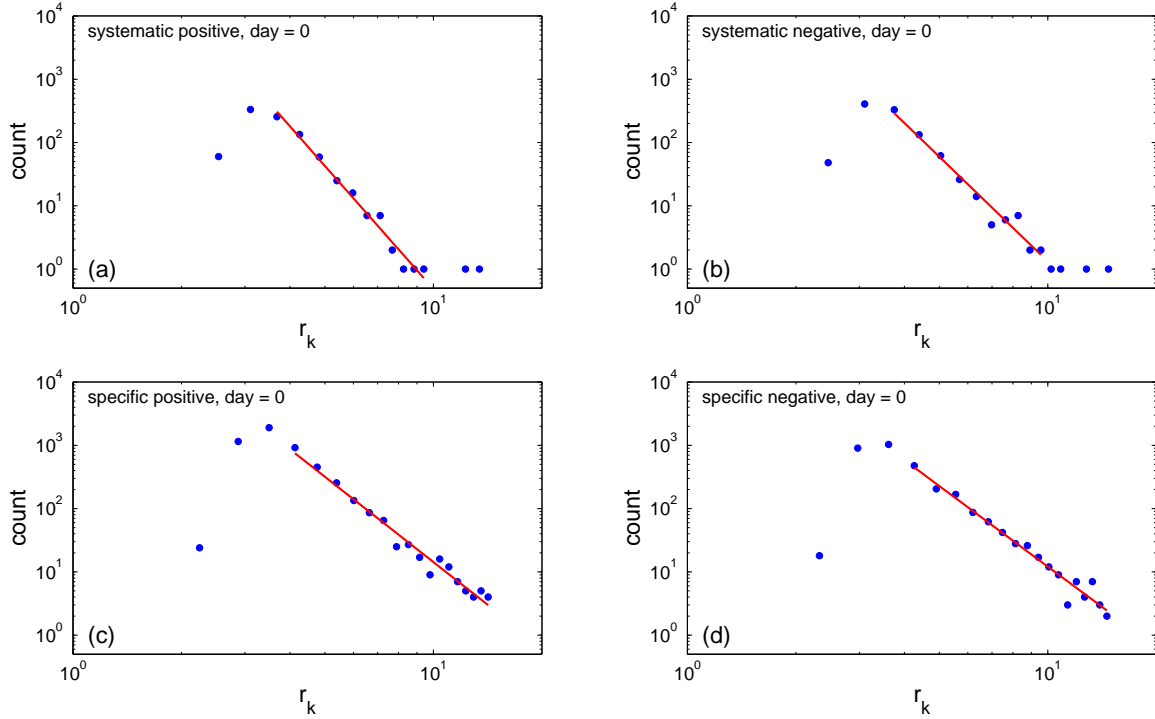 systematic positive, day = 0
10^4
10^3
10^2
10^1
10^0
count
(a)
10^0
10^1
r_k
systematic negative, day = 0
10^4
10^3
10^2
10^1
10^0
count
(b)
10^0
10^1
r_k
specific positive, day = 0
10^4
10^3
10^2
10^1
10^0
count
(c)
10^0
10^1
r_k
specific negative, day = 0
10^4
10^3
10^2
10^1
10^0
count
(d)
10^0
10^1
r_k